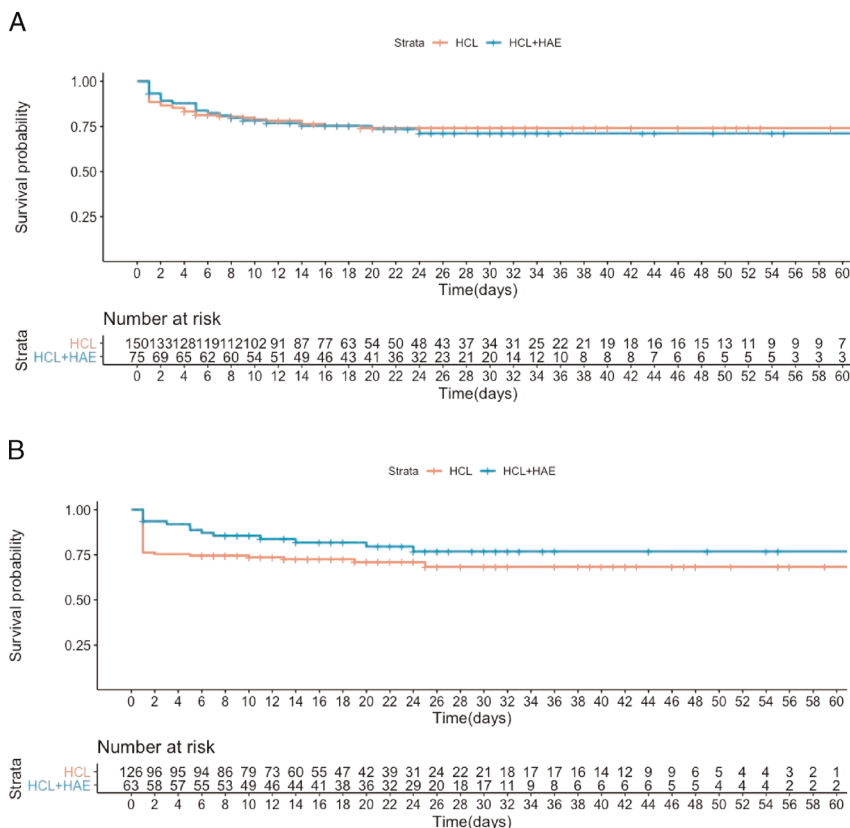 A
Strata HCL HCL+HAE
1.00
0.75
0.50
0.25
Survival probability
0 2 4 6 8 10 12 14 16 18 20 22 24 26 28 30 32 34 36 38 40 42 44 46 48 50 52 54 56 58 60
Time(days)
Number at risk
Strata
HCL 150 133 128 119 112 102 91 87 77 63 54 50 48 43 37 34 31 25 22 21 19 18 16 16 15 13 11 9 9 9 7
HCL+HAE 75 69 65 62 60 54 51 49 46 43 41 36 32 23 21 20 14 12 10 8 8 8 7 6 6 5 5 5 3 3 3
0 2 4 6 8 10 12 14 16 18 20 22 24 26 28 30 32 34 36 38 40 42 44 46 48 50 52 54 56 58 60
Time(days)
B
Strata HCL HCL+HAE
1.00
0.75
0.50
0.25
Survival probability
0 2 4 6 8 10 12 14 16 18 20 22 24 26 28 30 32 34 36 38 40 42 44 46 48 50 52 54 56 58 60
Time(days)
Number at risk
Strata
HCL 126 96 95 94 86 79 73 60 55 47 42 39 31 24 22 21 18 17 17 16 14 12 9 9 6 5 4 4 3 2 1
HCL+HAE 63 58 57 55 53 49 46 44 41 38 36 32 29 20 18 17 11 9 8 6 6 6 6 5 5 4 4 4 2 2 2
0 2 4 6 8 10 12 14 16 18 20 22 24 26 28 30 32 34 36 38 40 42 44 46 48 50 52 54 56 58 60
Time(days)